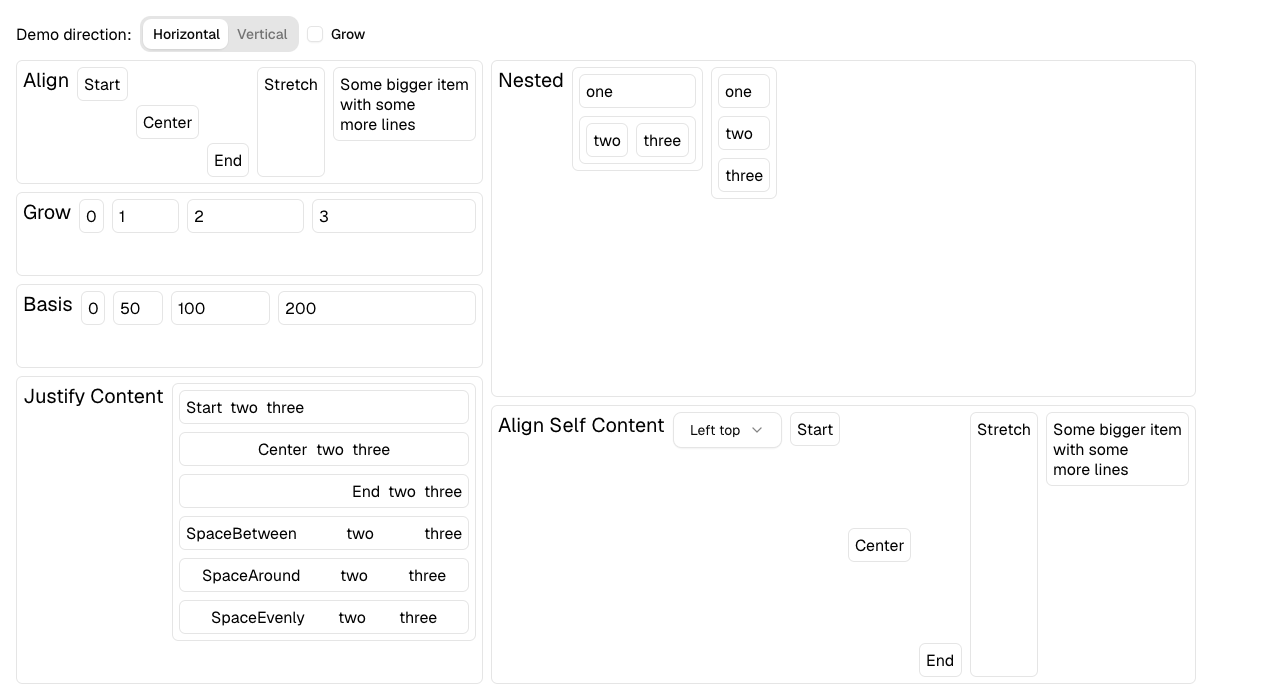 Demo direction: Horizontal Vertical Grow
Align Start Center End Stretch Some bigger item
with some
more lines
Grow 0 1 2 3
Basis 0 50 100 200
Justify Content
Start two three
Center two three
End two three
SpaceBetween two three
SpaceAround two three
SpaceEvenly two three
Nested
one
two three
one
two
three
Align Self Content Left top Start Center End Stretch Some bigger item
with some
more lines